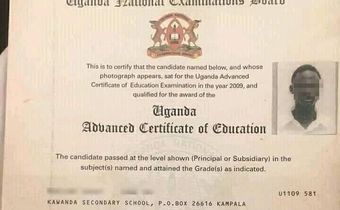 Uganda National Examinations Board
This is to certify that the candidate named below, and whose
photograph appears, sat for the Uganda Advanced
Certificate of Education Examination in the year 2009, and
qualified for the award of the
Uganda
Advanced Certificate of Education
The candidate passed at the level shown (Principal or Subsidiary) in the
subject(s) named and attained the Grade(s) as indicated.
U1109 581
KAWANDA SECONDARY SCHOOL, P.O.BOX 26616 KAMPALA